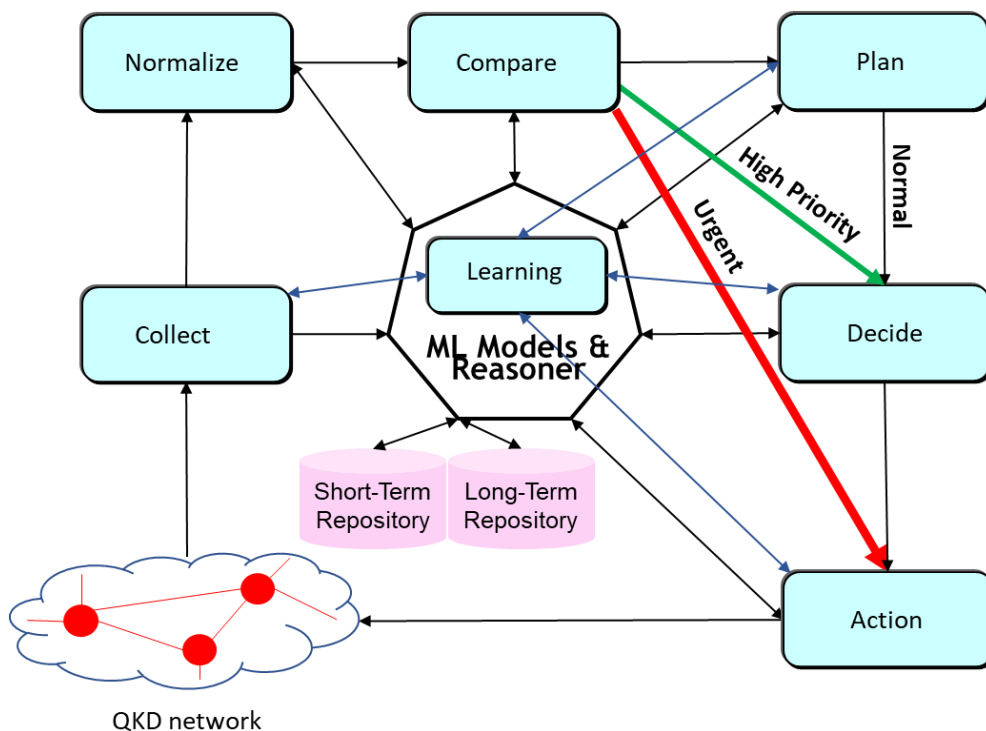 Normalize
Compare
Plan
High Priority
Normal
Urgent
Learning
Collect
Decide
ML Models &
Reasoner
Short-Term
Repository
Long-Term
Repository
Action
QKD network